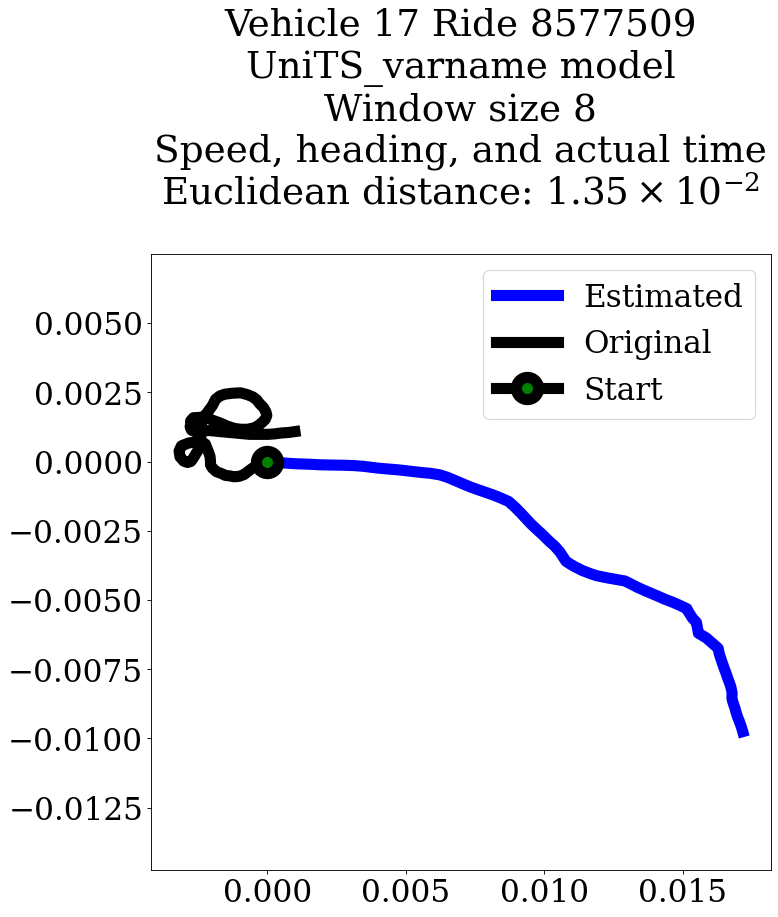 Vehicle 17 Ride 8577509
UniTS_varname model
Window size 8
Speed, heading, and actual time
Euclidean distance: 1.35 × 10⁻²
Estimated
Original
Start
0.0050
0.0025
0.0000
−0.0025
−0.0050
−0.0075
−0.0100
−0.0125
0.000 0.005 0.010 0.015